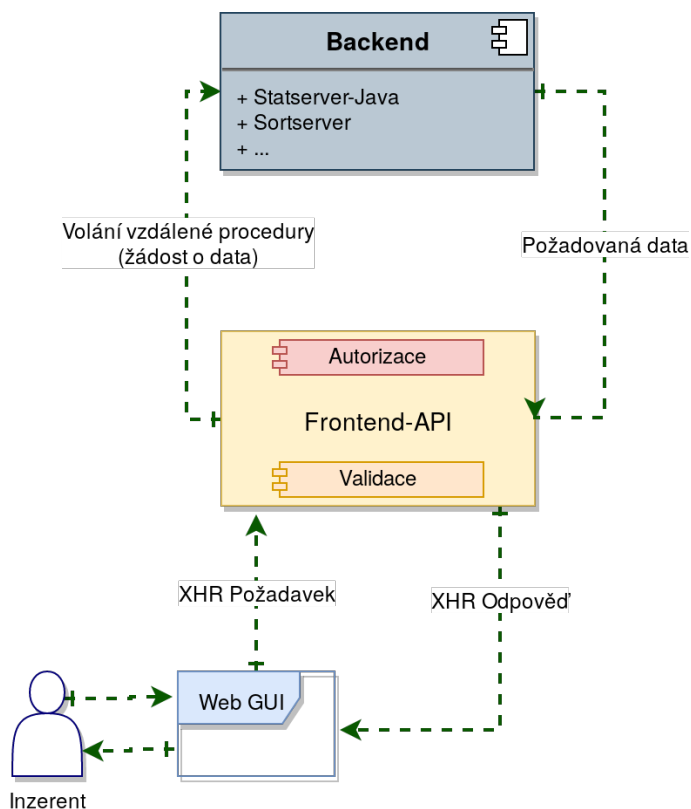 Backend
+ Statserver-Java
+ Sortserver
+ ...
Volání vzdálené procedury
(žádost o data)
Požadovaná data
Autorizace
Frontend-API
Validace
XHR Požadavek
XHR Odpověď
Web GUI
Inzerent